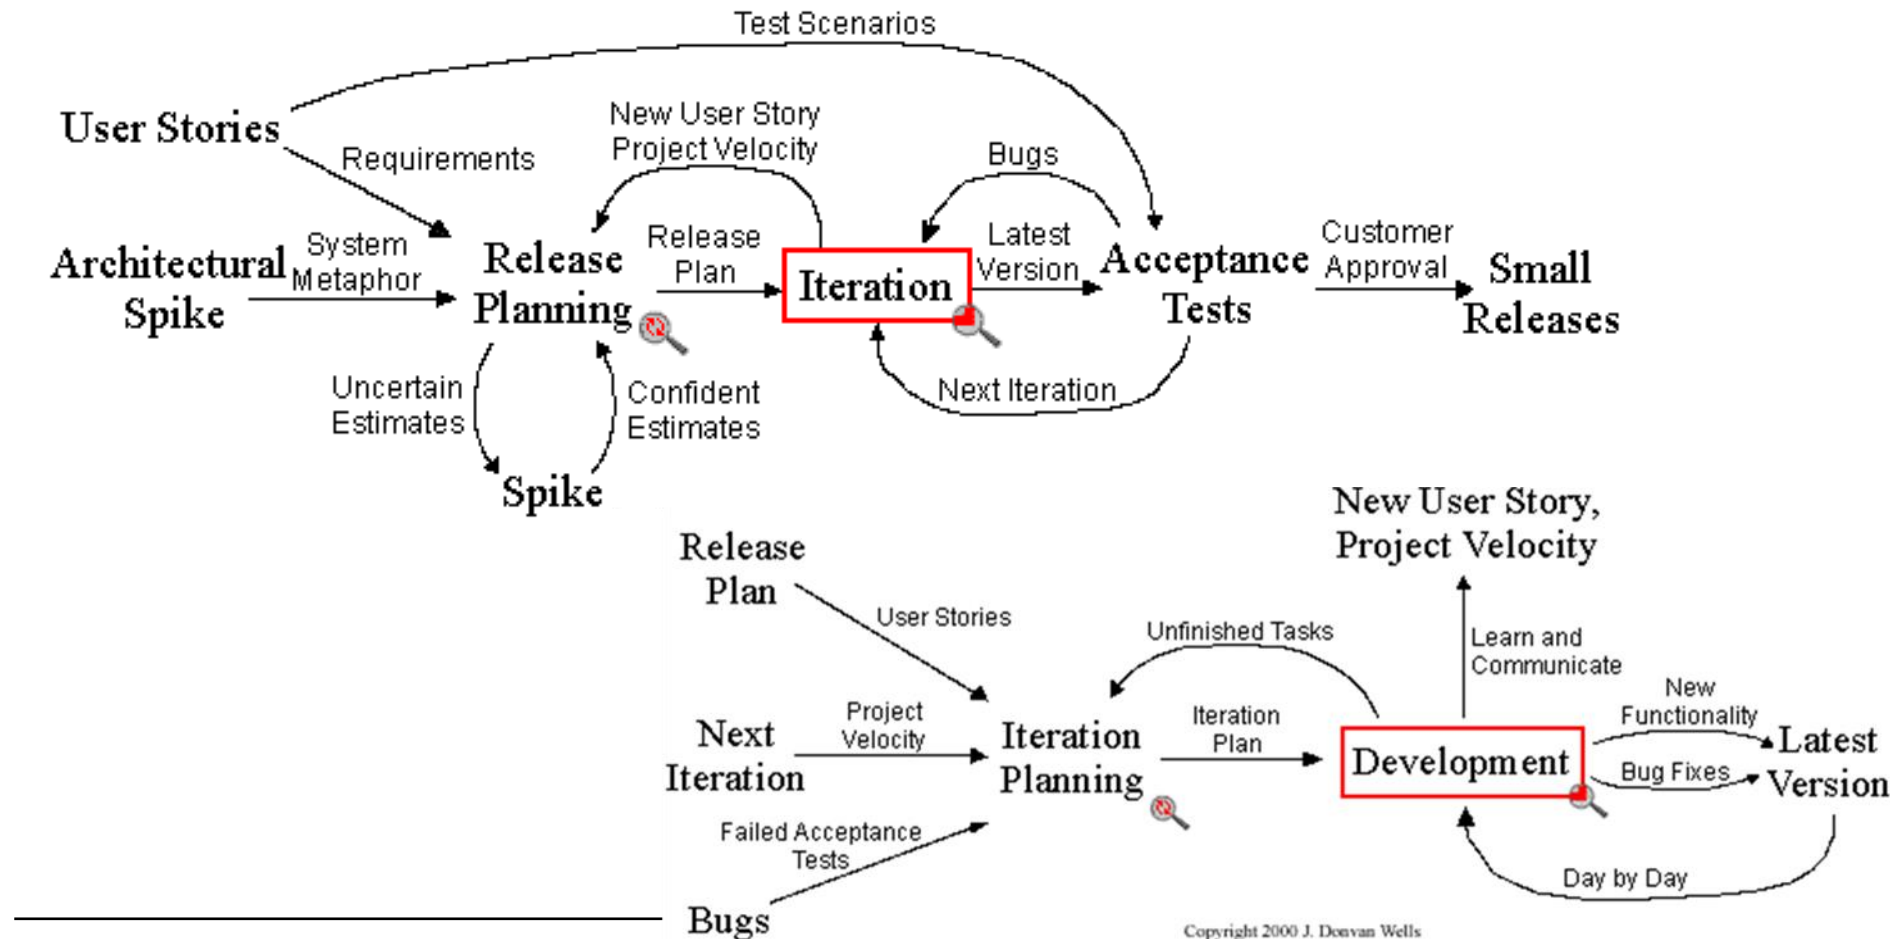 Test Scenarios
User Stories
Requirements
New User Story
Project Velocity
Bugs
Architectural
Spike
System
Metaphor
Release
Planning
Release
Plan
Iteration
Latest
Version
Acceptance
Tests
Customer
Approval
Small
Releases
Uncertain
Estimates
Confident
Estimates
Next Iteration
Spike
New User Story,
Project Velocity
Release
Plan
User Stories
Unfinished Tasks
Learn and
Communicate
Next
Iteration
Project
Velocity
Iteration
Planning
Iteration
Plan
Development
New
Functionality
Bug Fixes
Latest
Version
Failed Acceptance
Tests
Bugs
Day by Day
Copyright 2000 J. Donvan Wells